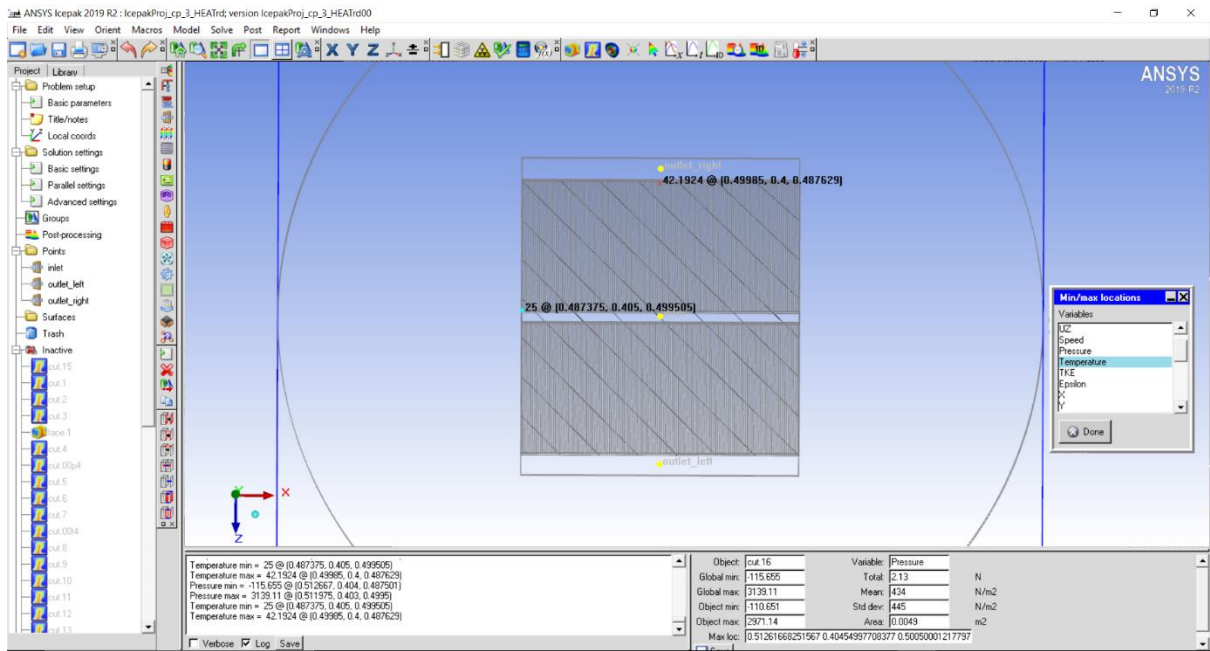 ANSYS Icepak 2019 R2 : IcepakProj_cp_3_HEATrd; version IcepakProj_cp_3_HEATrd00
File Edit View Orient Macros Model Solve Post Report Windows Help
X Y Z
Project Library
Problem setup
Basic parameters
Title/notes
Local coords
Solution settings
Basic settings
Parallel settings
Advanced settings
Groups
Post-processing
Points
inlet
outlet_left
outlet_right
Surfaces
Trash
Inactive
cut.15
cut.1
cut.2
cut.3
face.1
cut.4
cut.00p4
cut.5
cut.6
cut.7
cut.00t4
cut.8
cut.9
cut.10
cut.11
cut.12
cut.13
ANSYS
2019 R2
outlet_right
42.1924 @ (0.49985, 0.4, 0.487629)
25 @ (0.487375, 0.405, 0.499505)
outlet_left
Y
X
Z
Min/max locations
Variables
UZ
Speed
Pressure
Temperature
TKE
Epsilon
X
Y
Done
Temperature min = 25 @ (0.487375, 0.405, 0.499505)
Temperature max = 42.1924 @ (0.49985, 0.4, 0.487629)
Pressure min = -115.655 @ (0.512667, 0.404, 0.487501)
Pressure max = 3139.11 @ (0.511975, 0.403, 0.4995)
Temperature min = 25 @ (0.487375, 0.405, 0.499505)
Temperature max = 42.1924 @ (0.49985, 0.4, 0.487629)
Verbose Log Save
Object: cut.16 Variable: Pressure
Global min: -115.655 Total: 2.13 N
Global max: 3139.11 Mean: 434 N/m2
Object min: -110.651 Std dev: 445 N/m2
Object max: 2971.14 Area: 0.0049 m2
Max loc: 0.51261668251567 0.40454997708377 0.50050001217797